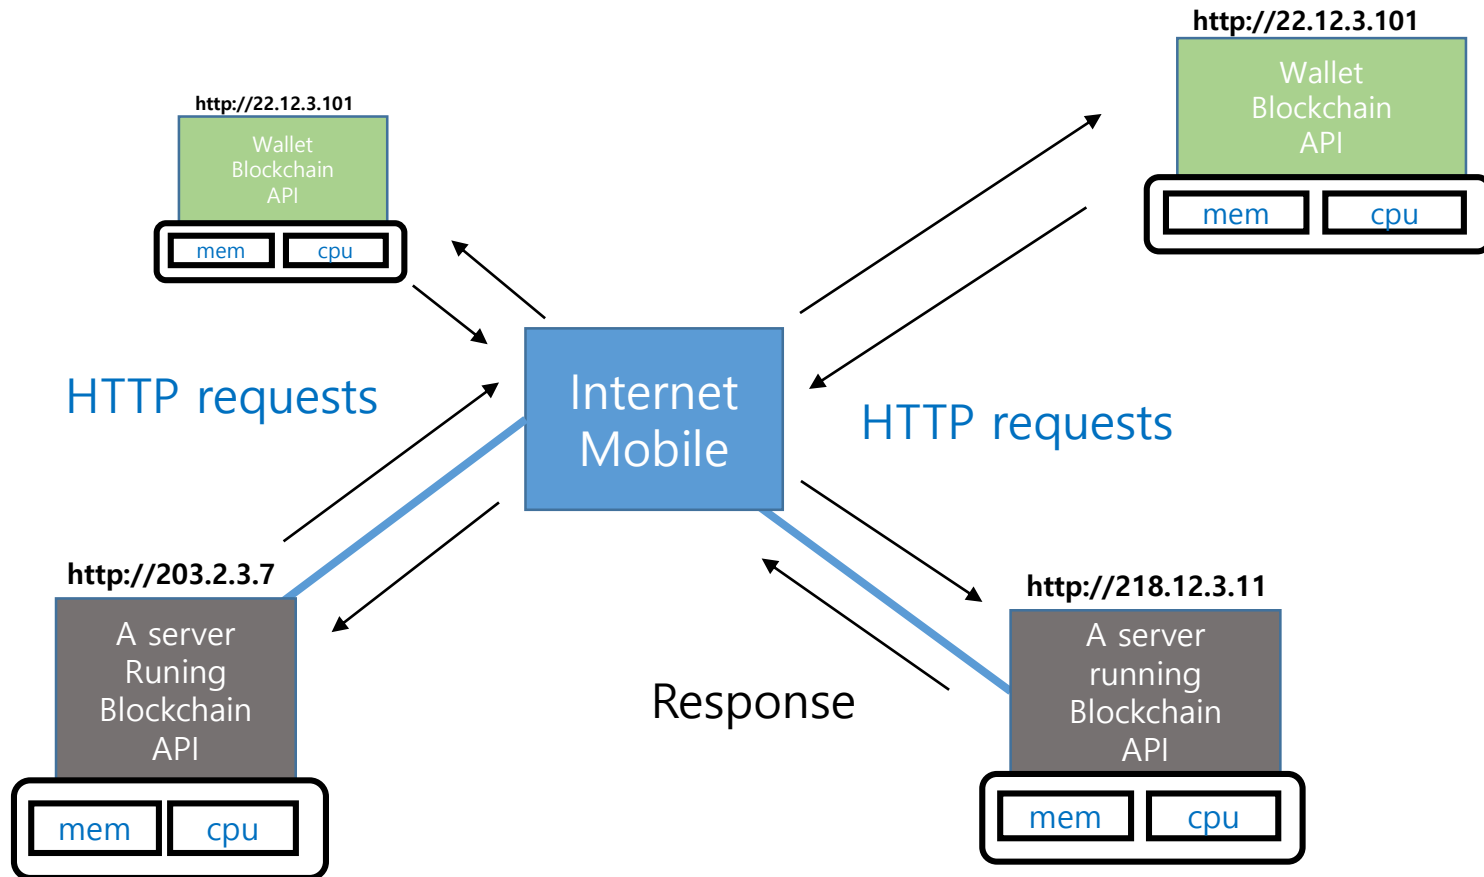 http://22.12.3.101
Wallet
Blockchain
API
mem
cpu
http://22.12.3.101
Wallet
Blockchain
API
mem
cpu
HTTP requests
Internet
Mobile
HTTP requests
http://203.2.3.7
A server
Runing
Blockchain
API
mem
cpu
Response
http://218.12.3.11
A server
running
Blockchain
API
mem
cpu